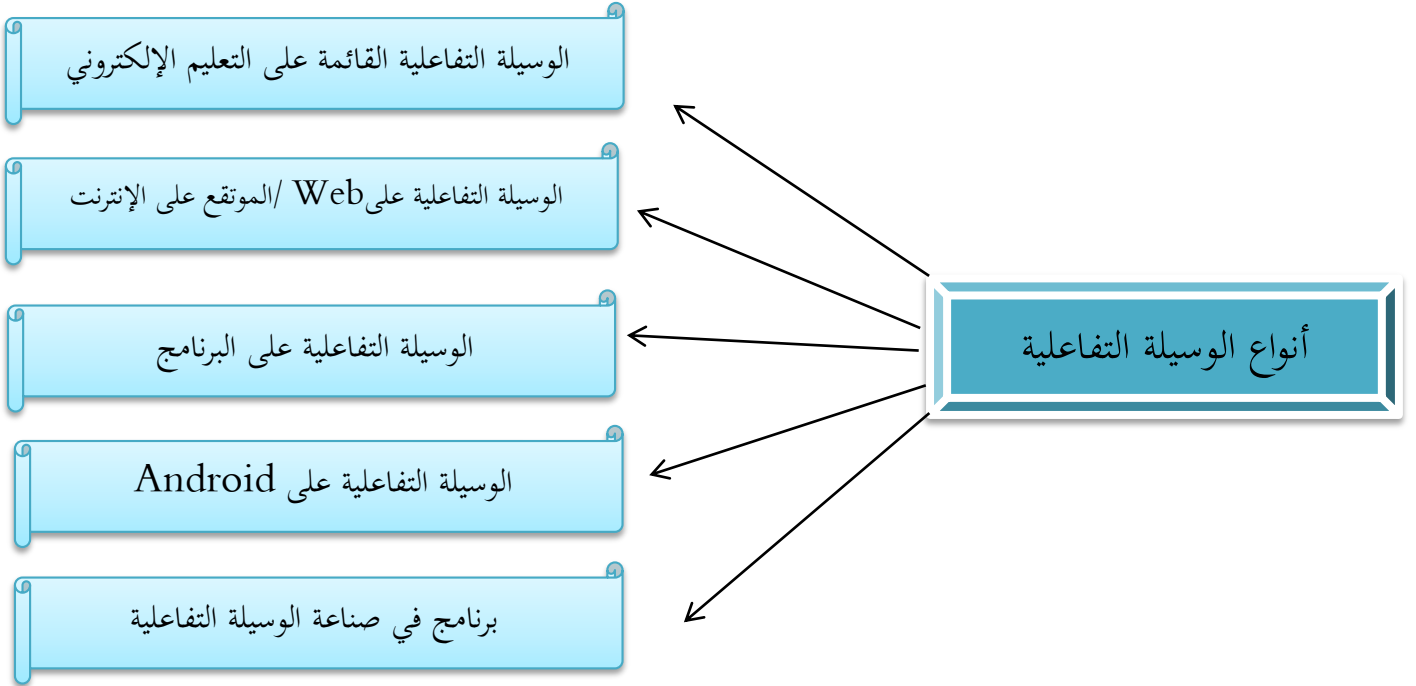 أنواع الوسيلة التفاعلية
الوسيلة التفاعلية القائمة على التعليم الإلكتروني
الوسيلة التفاعلية علىWeb /الموتقع على الإنترنت
الوسيلة التفاعلية على البرنامج
الوسيلة التفاعلية على Android
برنامج في صناعة الوسيلة التفاعلية